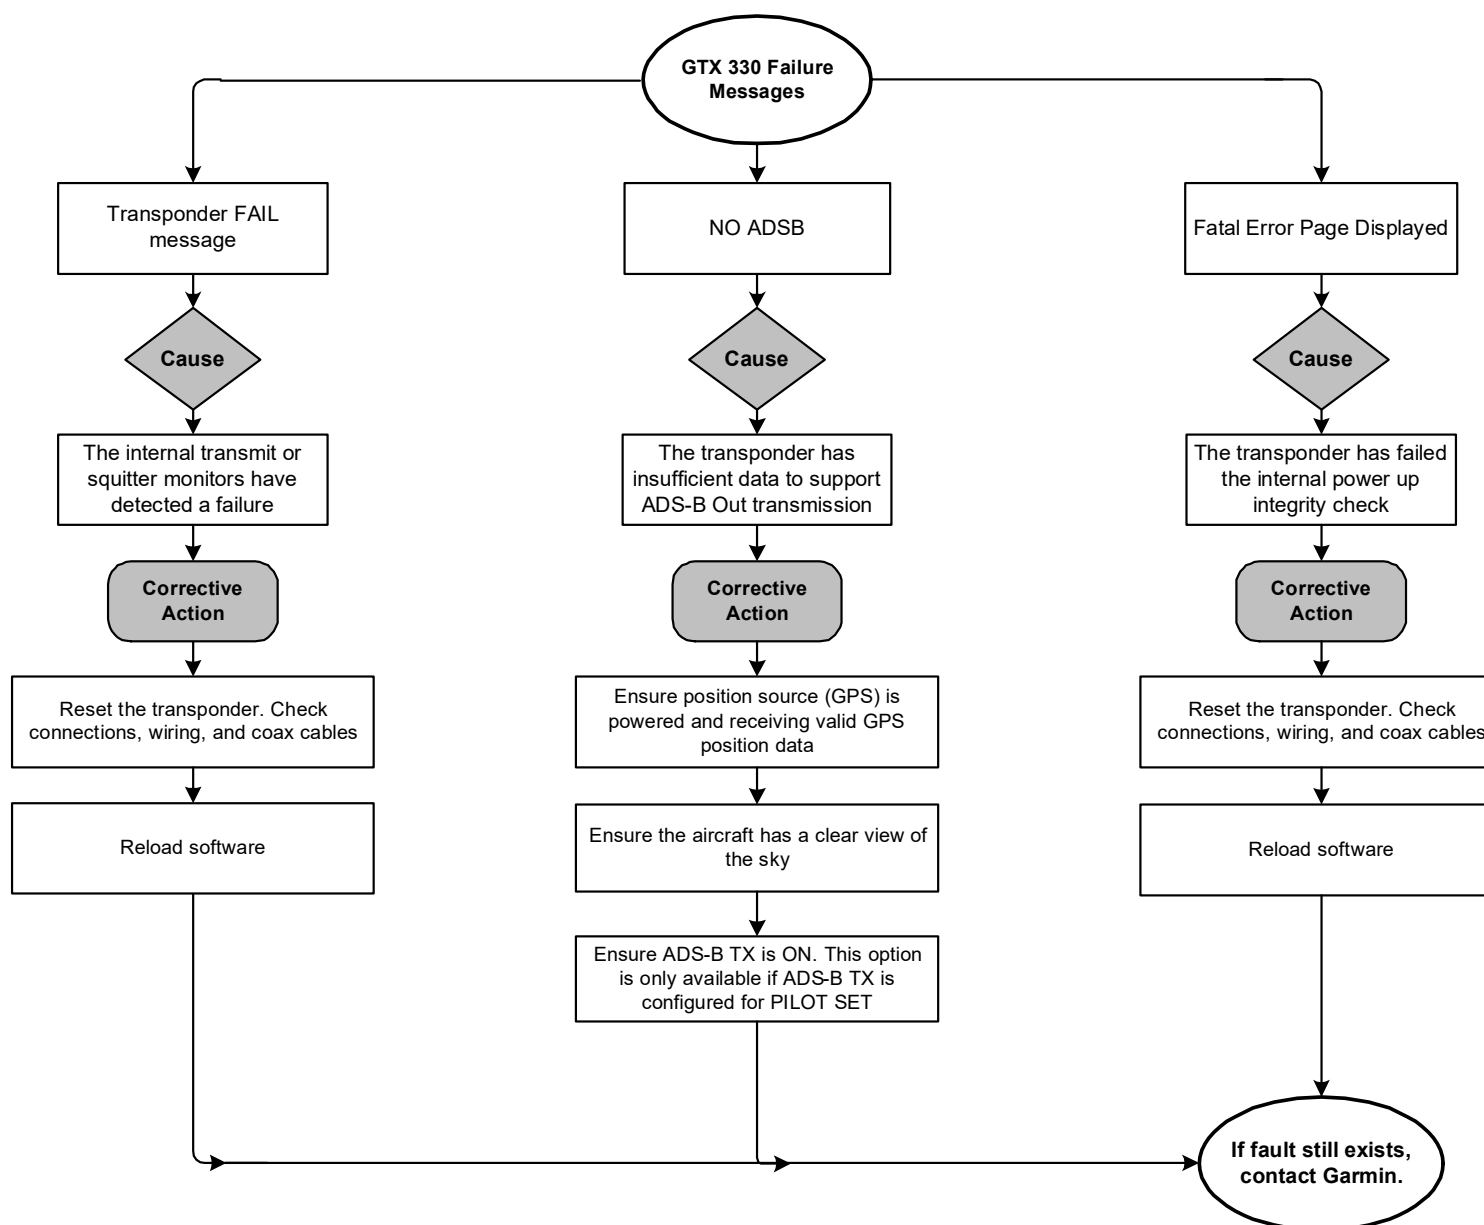 GTX 330 Failure
Messages
Transponder FAIL
message
NO ADSB
Fatal Error Page Displayed
Cause
Cause
Cause
The internal transmit or
squitter monitors have
detected a failure
The transponder has
insufficient data to support
ADS-B Out transmission
The transponder has failed
the internal power up
integrity check
Corrective
Action
Corrective
Action
Corrective
Action
Reset the transponder. Check
connections, wiring, and coax cables
Ensure position source (GPS) is
powered and receiving valid GPS
position data
Reset the transponder. Check
connections, wiring, and coax cables
Reload software
Ensure the aircraft has a clear view of
the sky
Reload software
Ensure ADS-B TX is ON. This option
is only available if ADS-B TX is
configured for PILOT SET
If fault still exists,
contact Garmin.